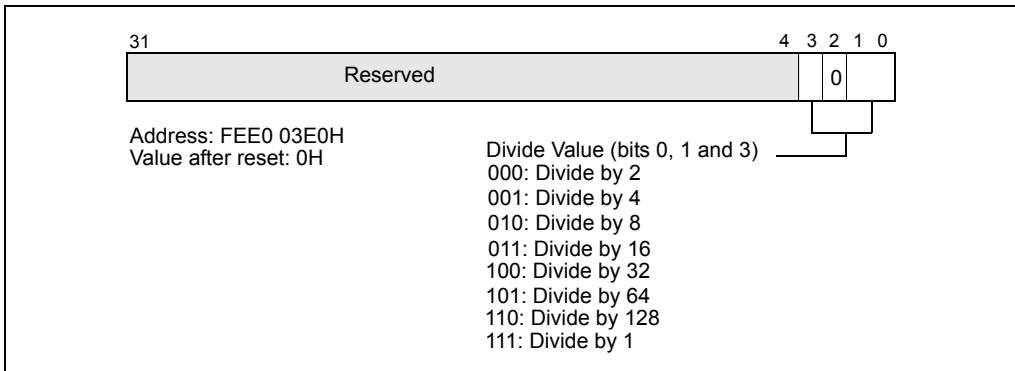 31 4 3 2 1 0
Reserved 0
Address: FEE0 03E0H
Value after reset: 0H
Divide Value (bits 0, 1 and 3)
000: Divide by 2
001: Divide by 4
010: Divide by 8
011: Divide by 16
100: Divide by 32
101: Divide by 64
110: Divide by 128
111: Divide by 1